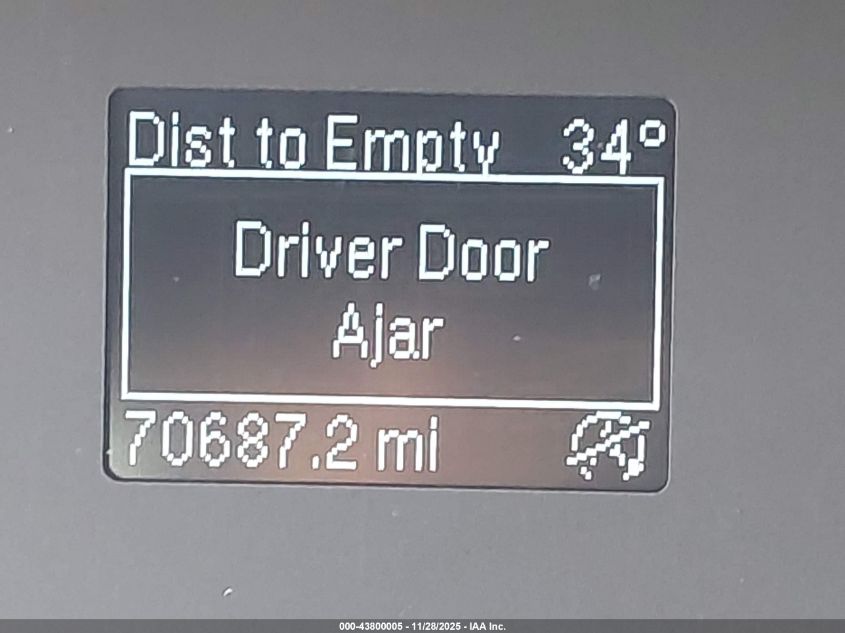 Dist to Empty 34°
Driver Door
Ajar
70687.2 mi
000-43800005 - 11/28/2025 - IAA Inc.